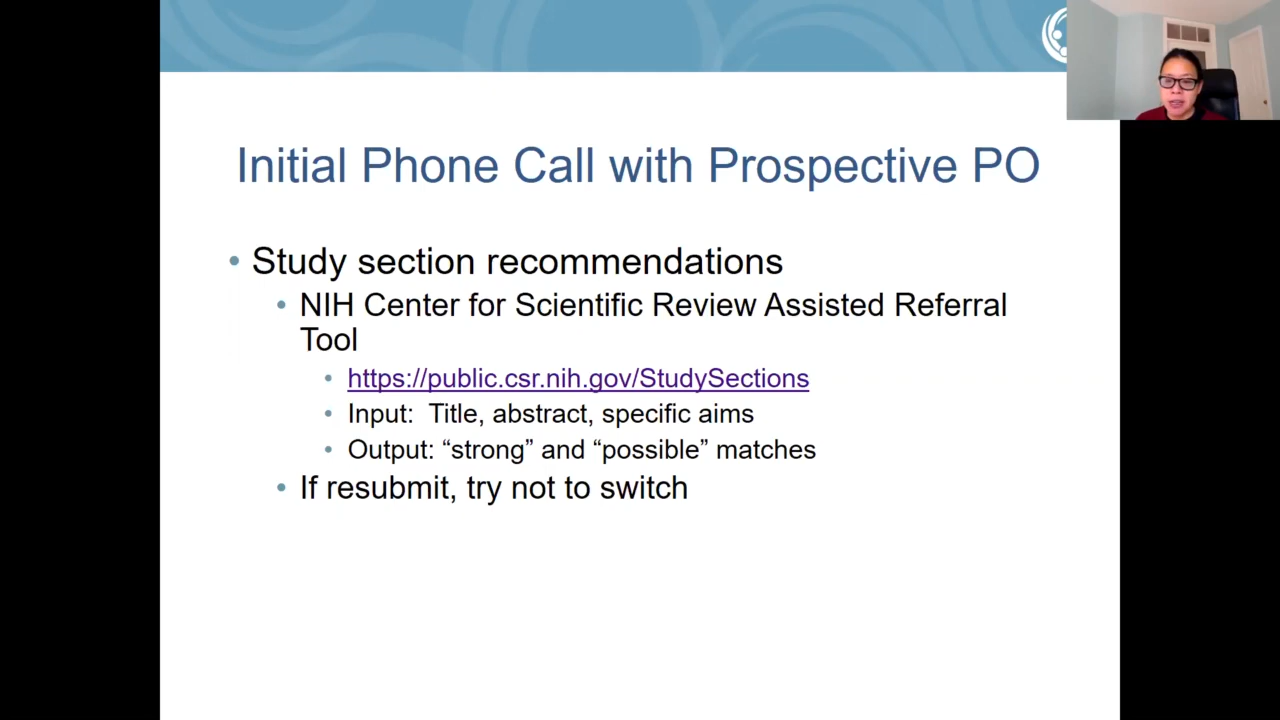 Initial Phone Call with Prospective PO
• Study section recommendations
• NIH Center for Scientific Review Assisted Referral
Tool
• https://public.csr.nih.gov/StudySections
• Input:  Title, abstract, specific aims
• Output: “strong” and “possible” matches
• If resubmit, try not to switch